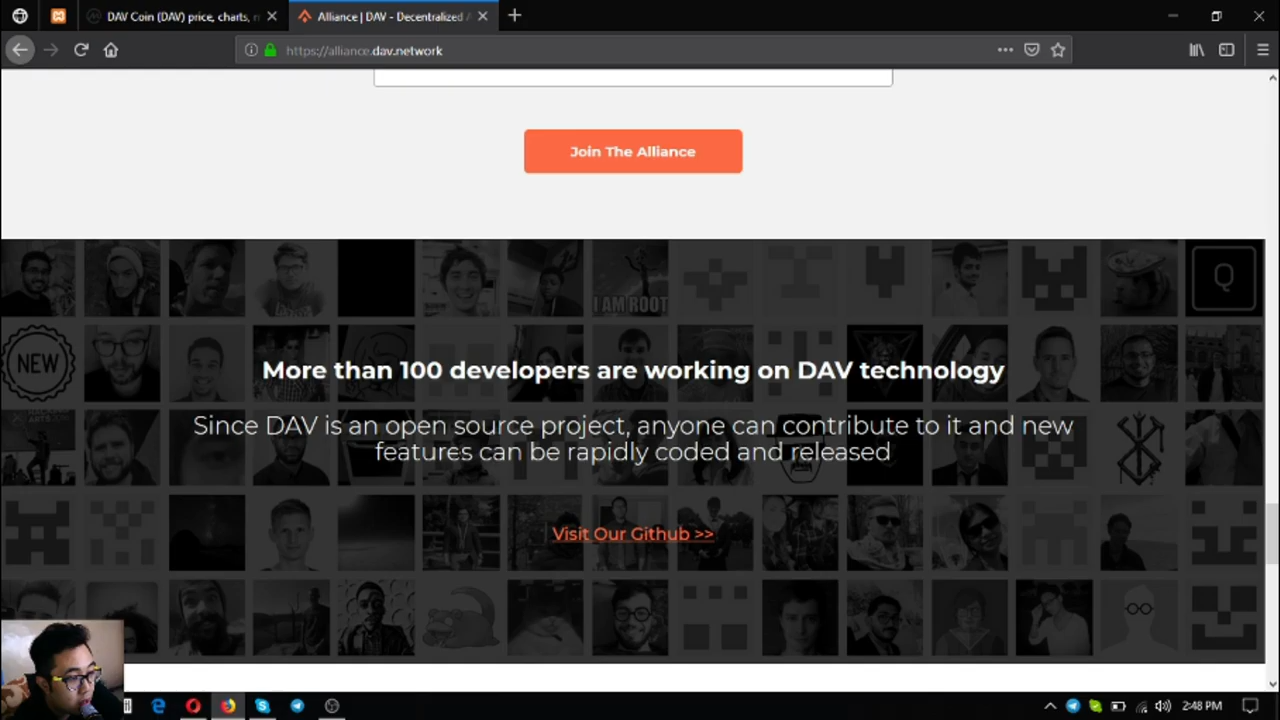 DAV Coin (DAV) price, charts, m
Alliance | DAV - Decentralized A
https://alliance.dav.network
Join The Alliance
I AM ROOT
Q
NEW
More than 100 developers are working on DAV technology
Since DAV is an open source project, anyone can contribute to it and new
features can be rapidly coded and released
Visit Our Github >>
2:48 PM